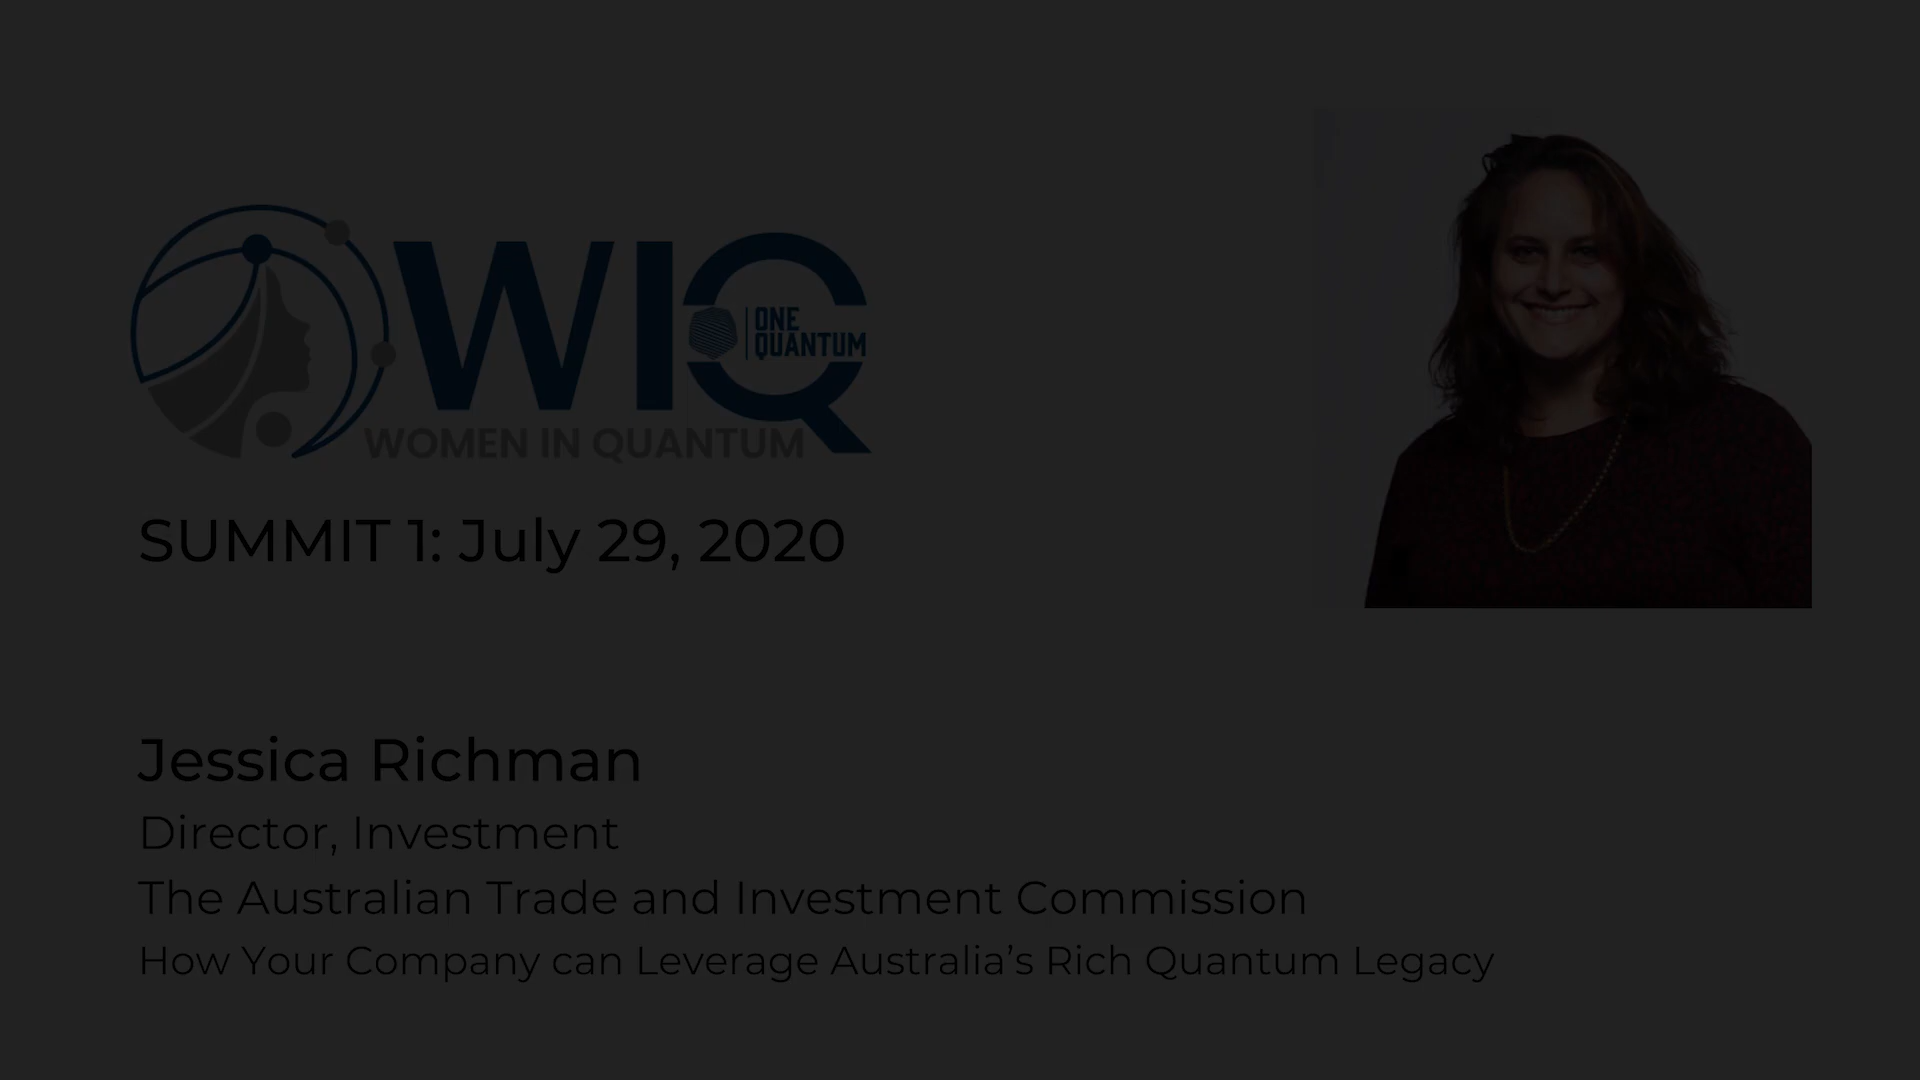 WIQ
ONE
QUANTUM
WOMEN IN QUANTUM
SUMMIT 1: July 29, 2020
Jessica Richman
Director, Investment
The Australian Trade and Investment Commission
How Your Company can Leverage Australia’s Rich Quantum Legacy